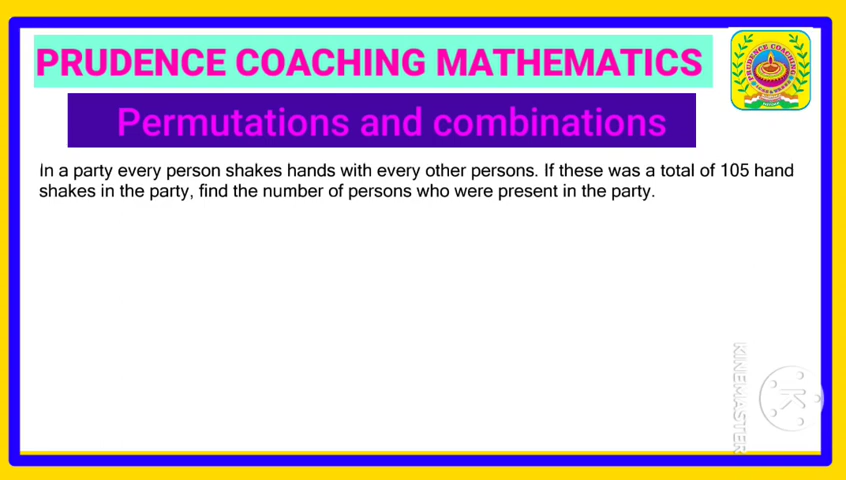 PRUDENCE COACHING MATHEMATICS
Permutations and combinations
PRUDENCE COACHING
In a party every person shakes hands with every other persons. If these was a total of 105 hand
shakes in the party, find the number of persons who were present in the party.
KINEMASTER